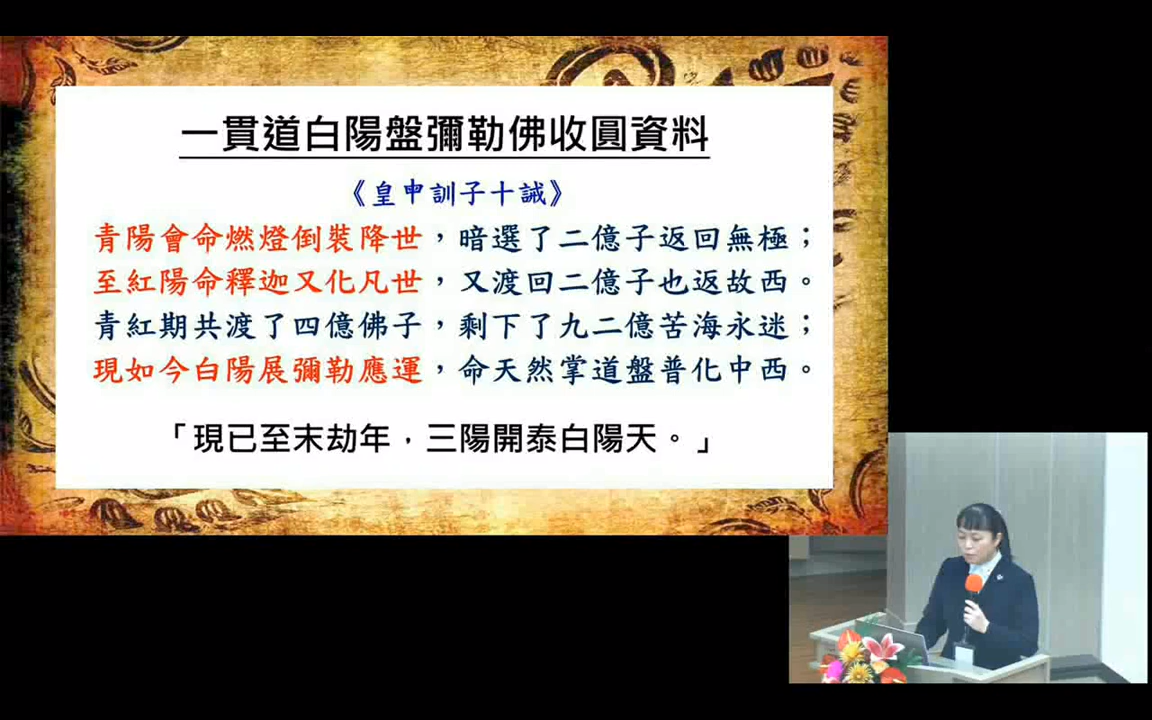 一貫道白陽盤彌勒佛收圓資料
《皇申訓子十誡》
青陽會命燃燈倒裝降世，暗選了二億子返回無極；
至紅陽命釋迦又化凡世，又渡回二億子也返故西。
青紅期共渡了四億佛子，剩下了九二億苦海永迷；
現如今白陽展彌勒應運，命天然掌道盤普化中西。
「現已至末劫年，三陽開泰白陽天。」